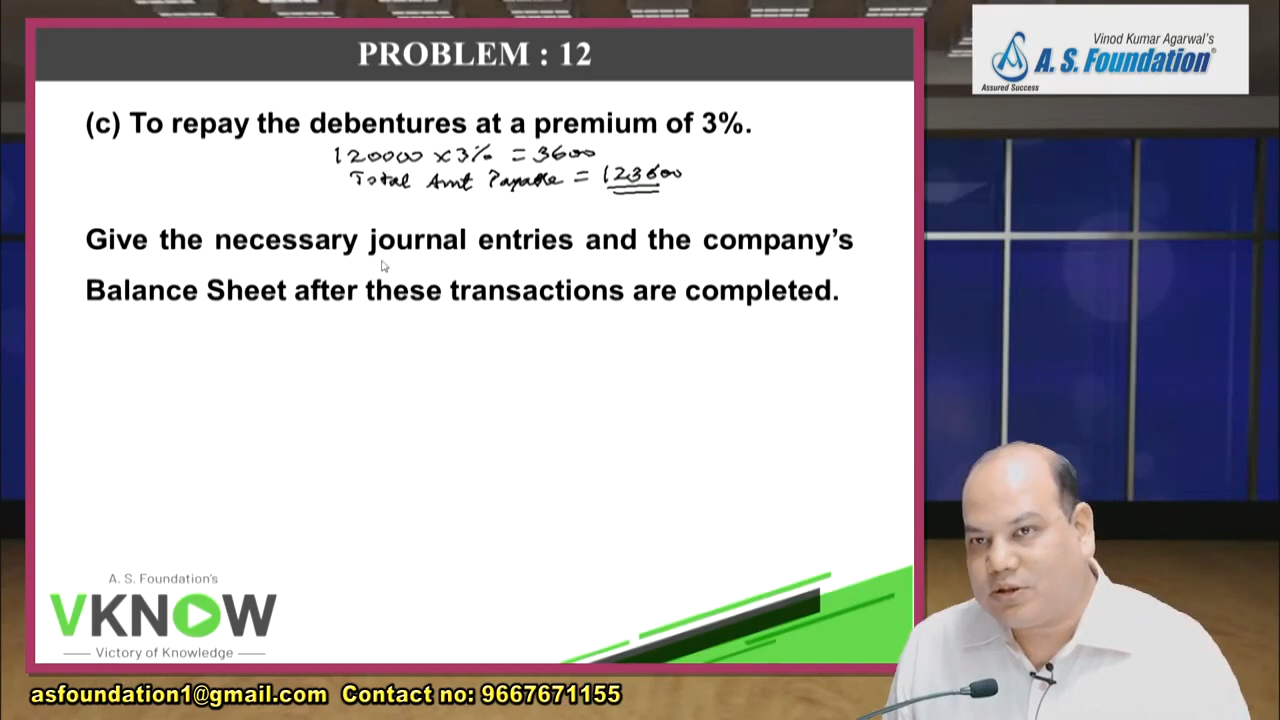 PROBLEM : 12
Vinod Kumar Agarwal's
A. S. Foundation®
Assured Success
(c) To repay the debentures at a premium of 3%.
120000 x 3% = 3600
Total Amt Payable = 123600
Give the necessary journal entries and the company's
Balance Sheet after these transactions are completed.
A. S. Foundation's
VKNOW
Victory of Knowledge
asfoundation1@gmail.com Contact no: 9667671155